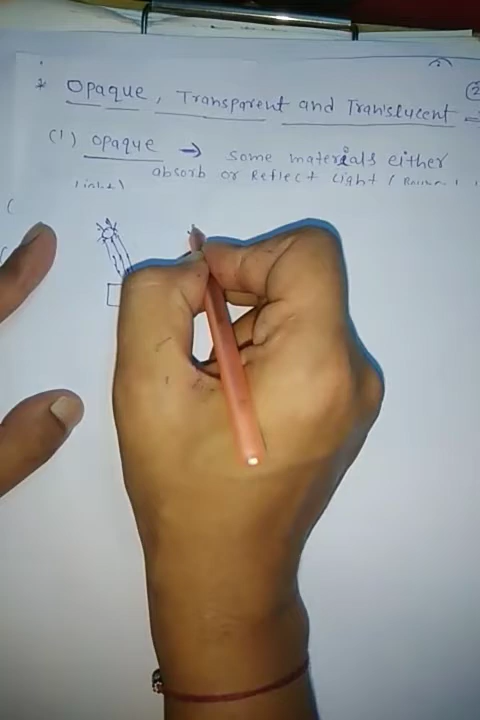 * Opaque, Transparent and Translucent
(1) Opaque → Some materials either
absorb or Reflect Light (